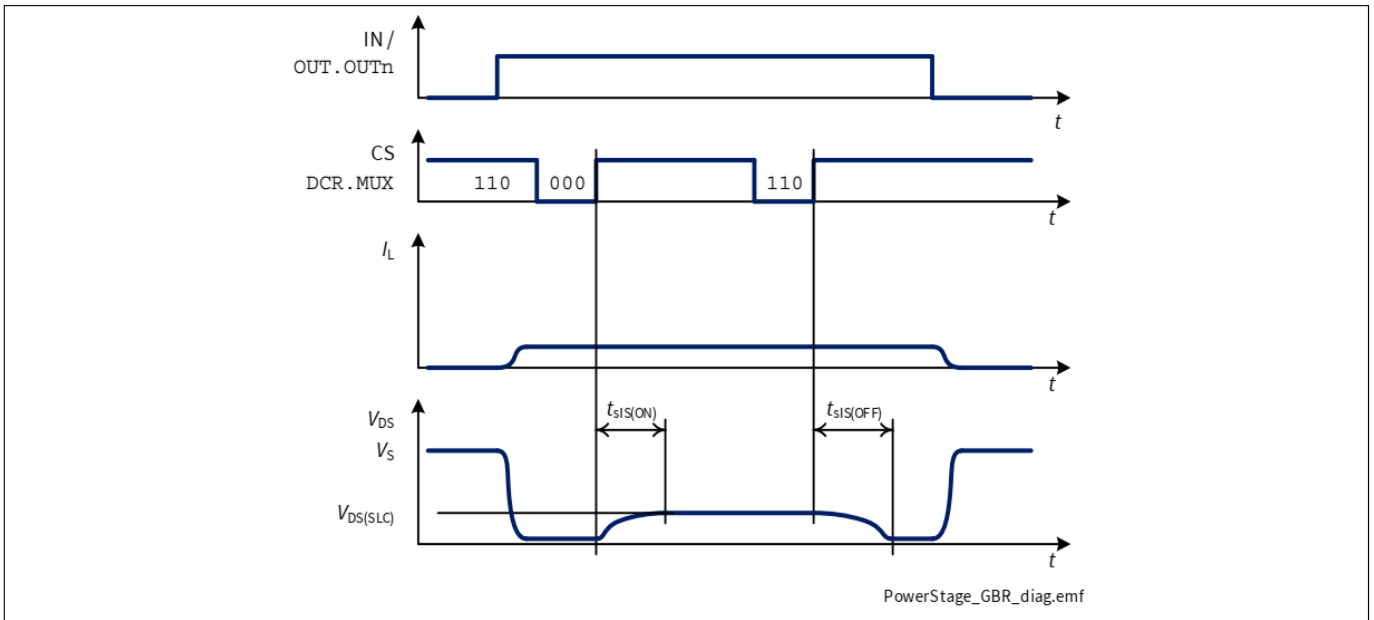 IN/
OUT.OUTn
t
CS
DCR.MUX
110
000
110
t
IL
t
tsIS(ON)
tsIS(OFF)
VDS
VS
VDS(SLC)
t
PowerStage_GBR_diag.emf